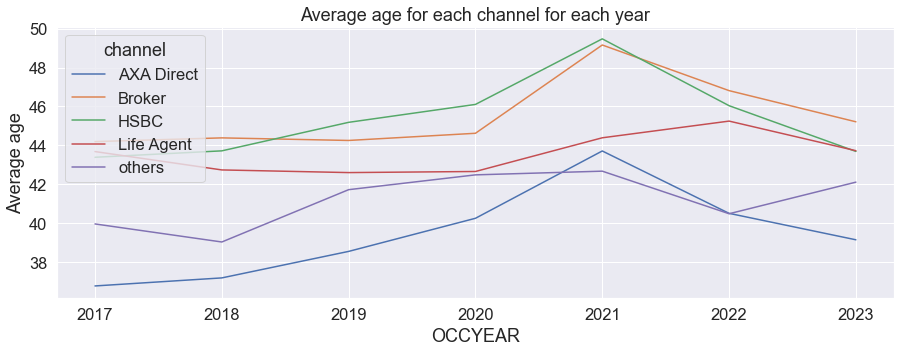 Average age for each channel for each year
Average age
50
48
46
44
42
40
38
channel
AXA Direct
Broker
HSBC
Life Agent
others
2017 2018 2019 2020 2021 2022 2023
OCCYEAR